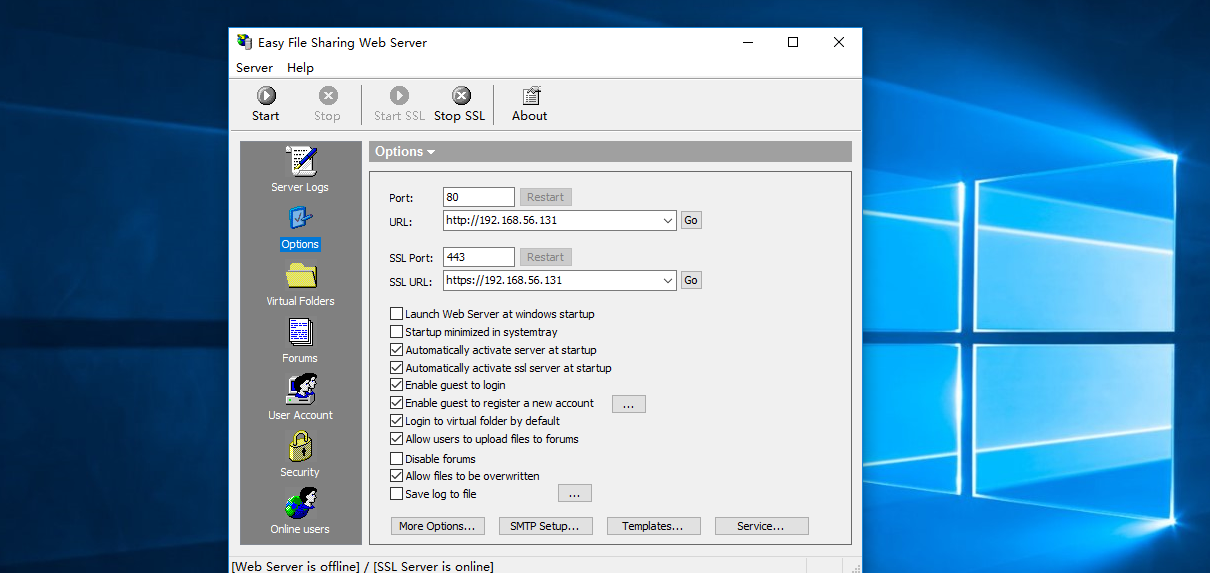 Easy File Sharing Web Server
Server Help
Start Stop Start SSL Stop SSL About
Server Logs
Options
Virtual Folders
Forums
User Account
Security
Online users
Options
Port: 80 Restart
URL: http://192.168.56.131 Go
SSL Port: 443 Restart
SSL URL: https://192.168.56.131 Go
Launch Web Server at windows startup
Startup minimized in systemtray
Automatically activate server at startup
Automatically activate ssl server at startup
Enable guest to login
Enable guest to register a new account ...
Login to virtual folder by default
Allow users to upload files to forums
Disable forums
Allow files to be overwritten
Save log to file ...
More Options... SMTP Setup... Templates... Service...
[Web Server is offline] / [SSL Server is online]